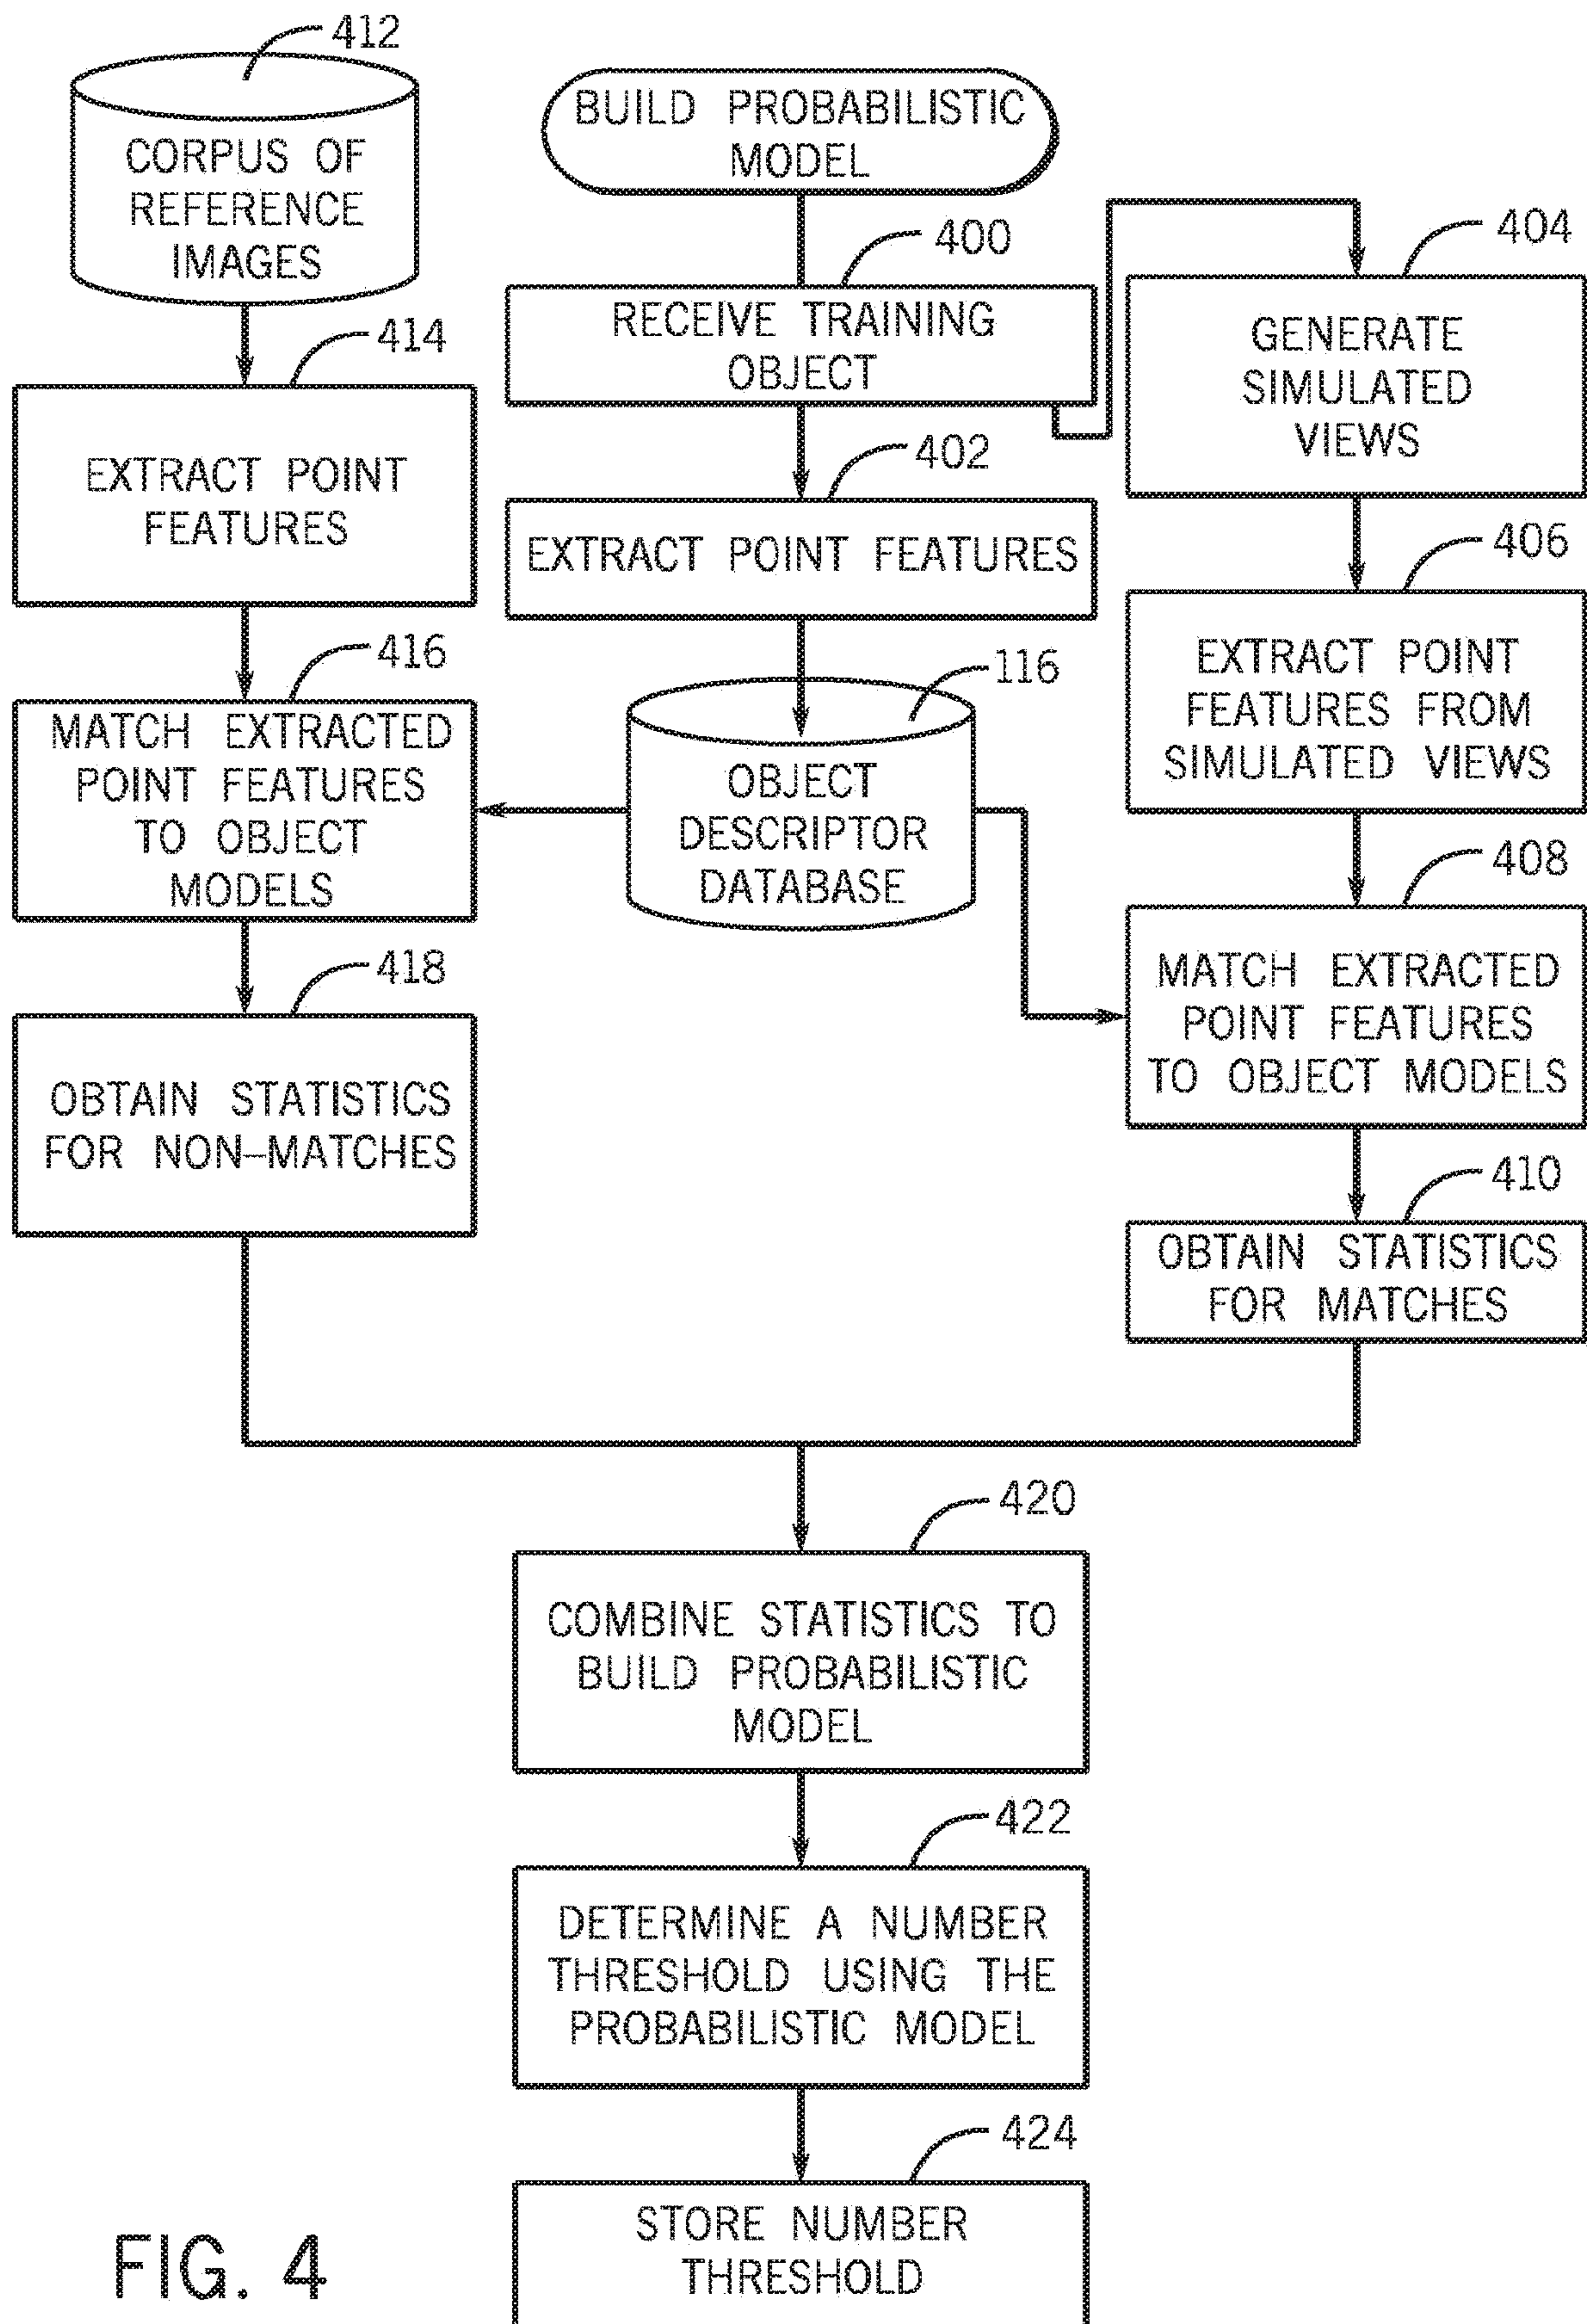 412
CORPUS OF
REFERENCE
IMAGES
414
EXTRACT POINT
FEATURES
416
MATCH EXTRACTED
POINT FEATURES
TO OBJECT
MODELS
418
OBTAIN STATISTICS
FOR NON-MATCHES
BUILD PROBABILISTIC
MODEL
400
RECEIVE TRAINING
OBJECT
402
EXTRACT POINT FEATURES
116
OBJECT
DESCRIPTOR
DATABASE
404
GENERATE
SIMULATED
VIEWS
406
EXTRACT POINT
FEATURES FROM
SIMULATED VIEWS
408
MATCH EXTRACTED
POINT FEATURES
TO OBJECT MODELS
410
OBTAIN STATISTICS
FOR MATCHES
420
COMBINE STATISTICS TO
BUILD PROBABILISTIC
MODEL
422
DETERMINE A NUMBER
THRESHOLD USING THE
PROBABILISTIC MODEL
424
STORE NUMBER
THRESHOLD
FIG. 4